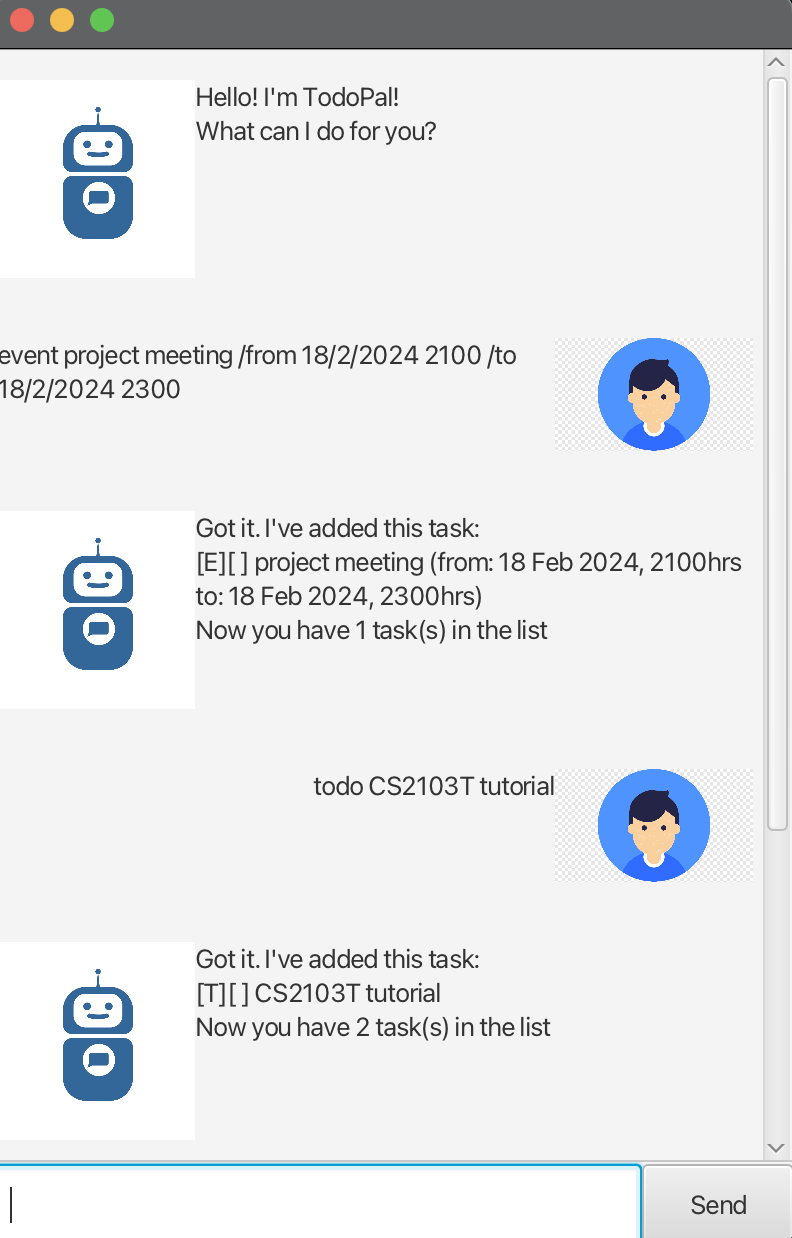 Hello! I'm TodoPal!
What can I do for you?
event project meeting /from 18/2/2024 2100 /to
18/2/2024 2300
Got it. I've added this task:
[E][ ] project meeting (from: 18 Feb 2024, 2100hrs
to: 18 Feb 2024, 2300hrs)
Now you have 1 task(s) in the list
todo CS2103T tutorial
Got it. I've added this task:
[T][ ] CS2103T tutorial
Now you have 2 task(s) in the list
Send